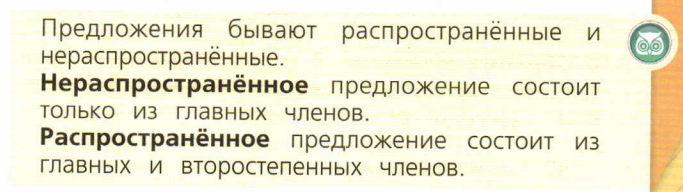 Предложения бывают распространённые и
нераспространённые.
Нераспространённое предложение состоит
только из главных членов.
Распространённое предложение состоит из
главных и второстепенных членов.